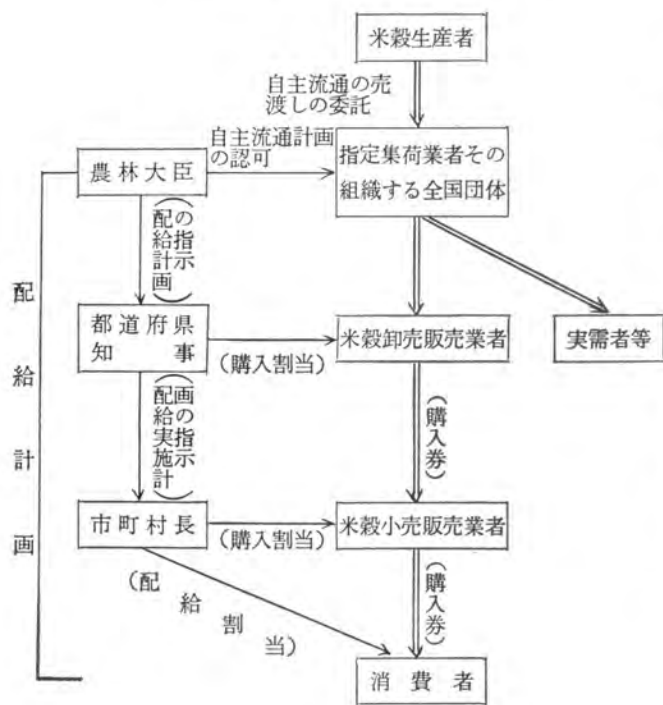 米穀生産者
自主流通の売
渡しの委託
自主流通計画
の認可
指定集荷業者その
組織する全国団体
農林大臣
(配給計画
の指示)
配給計画
都道府県
知事
(購入割当)
米穀卸売販売業者
実需者等
(配給実施計
画の指示)
(購入券)
市町村長
(購入割当)
米穀小売販売業者
(配給割当)
(購入券)
消費者